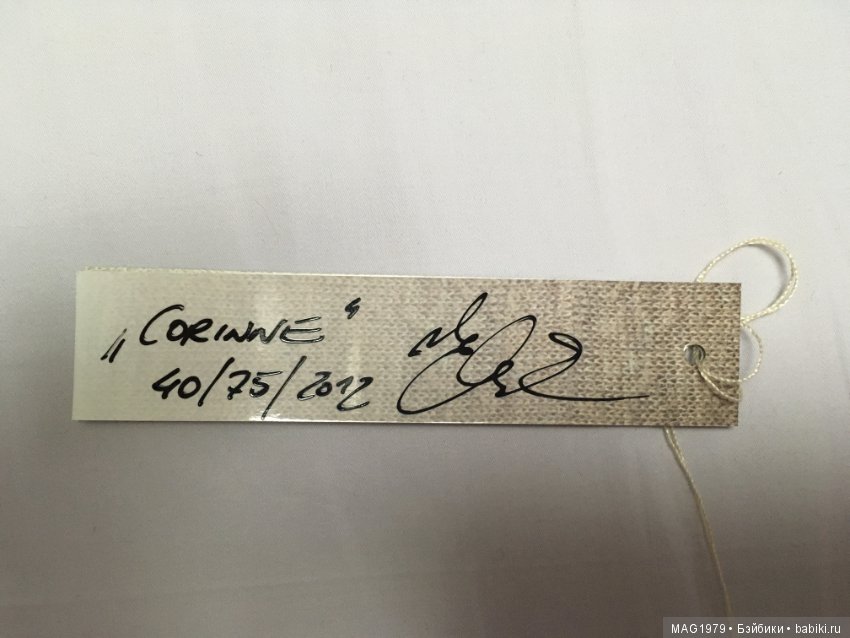 „CORINNE“
40/75/2012
MAG1979 • Бэйбики • babiki.ru